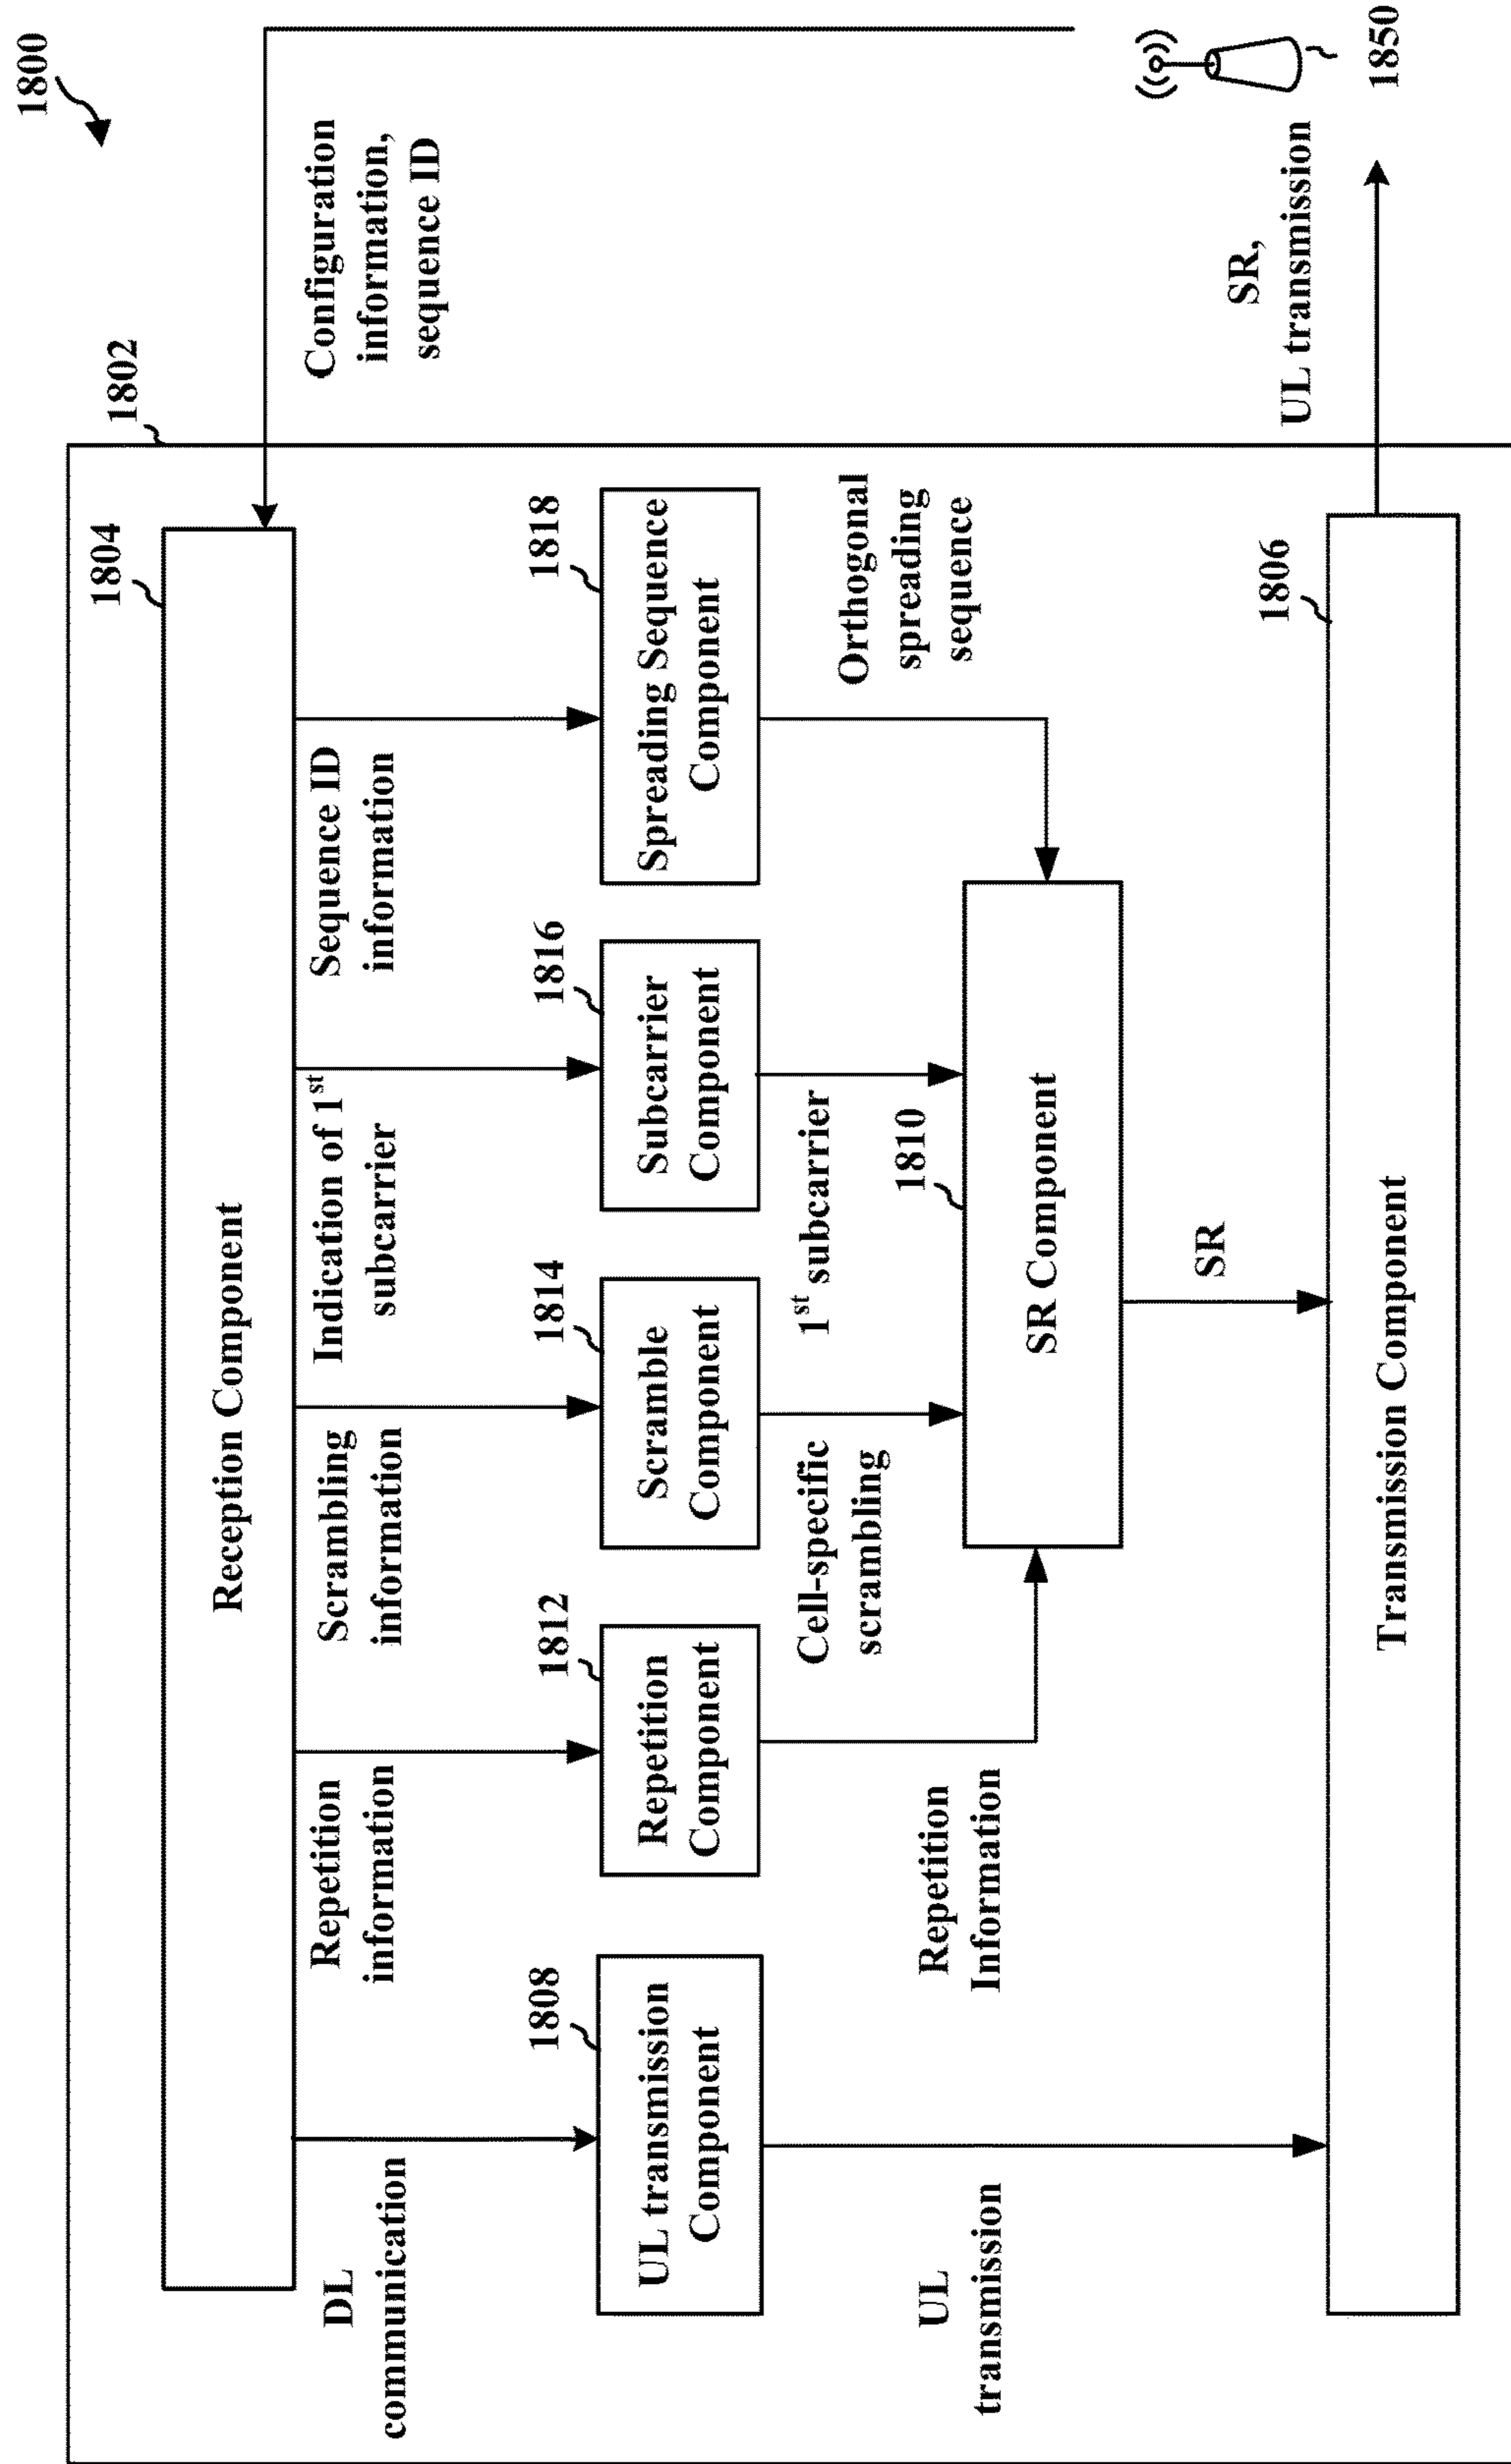 1800
1802
1804
Reception Component
Configuration
information,
sequence ID
DL
communication
Repetition
information
Scrambling
information
Indication of 1st
subcarrier
Sequence ID
information
1808
UL transmission
Component
1812
Repetition
Component
1814
Scramble
Component
1816
Subcarrier
Component
1818
Spreading Sequence
Component
UL
transmission
Repetition
Information
Cell-specific
scrambling
1st subcarrier
Orthogonal
spreading
sequence
1810
SR Component
SR
1806
Transmission Component
SR,
UL transmission
1850